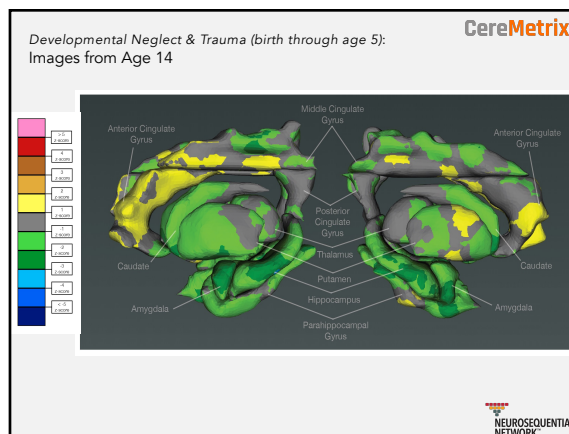 Developmental Neglect & Trauma (birth through age 5):
Images from Age 14
CereMetrix
> 5
z-score
4
z-score
3
z-score
2
z-score
1
z-score
-1
z-score
-2
z-score
-3
z-score
-4
z-score
< -5
z-score
Middle Cingulate
Gyrus
Anterior Cingulate
Gyrus
Anterior Cingulate
Gyrus
Posterior
Cingulate
Gyrus
Thalamus
Caudate
Caudate
Putamen
Hippocampus
Amygdala
Amygdala
Parahippocampal
Gyrus
NEUROSEQUENTIA
NETWORK™